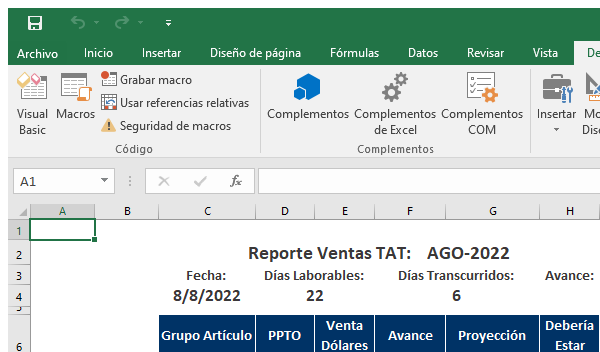 Archivo Inicio Insertar Diseño de página Fórmulas Datos Revisar Vista De
Visual Basic
Macros
Grabar macro
Usar referencias relativas
Seguridad de macros
Código
Complementos
Complementos de Excel
Complementos COM
Complementos
Insertar
Mo
Dise
A1 fx
A B C D E F G H
1
2 Reporte Ventas TAT: AGO-2022
3 Fecha: Días Laborables: Días Transcurridos: Avance:
4 8/8/2022 22 6
5
6 Grupo Artículo PPTO Venta Dólares Avance Proyección Debería Estar